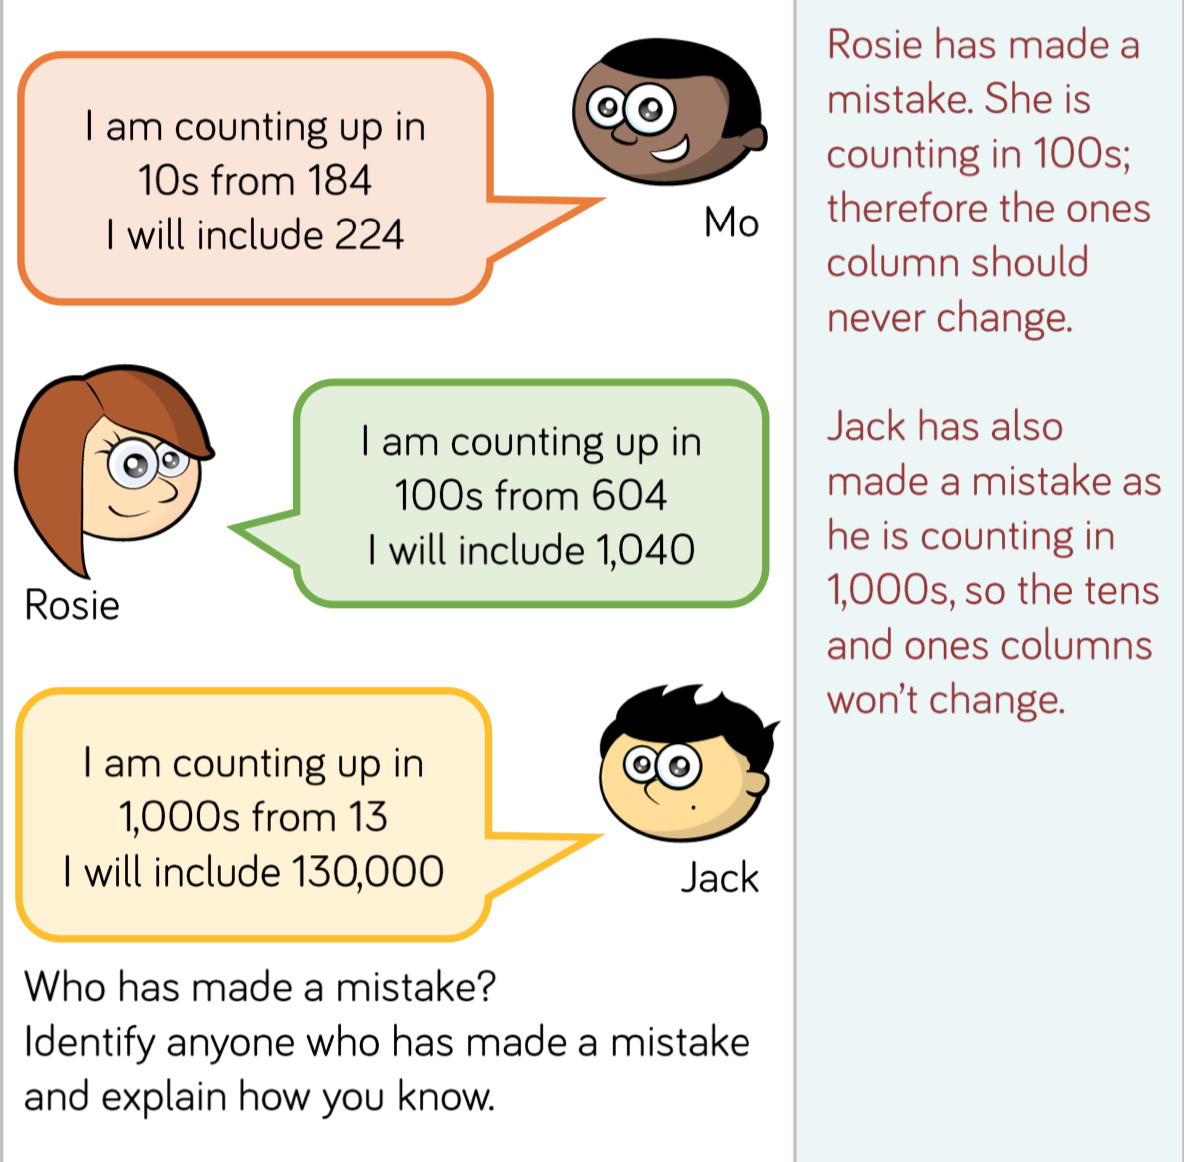 I am counting up in
10s from 184
I will include 224
Mo
I am counting up in
100s from 604
I will include 1,040
Rosie
I am counting up in
1,000s from 13
I will include 130,000
Jack
Who has made a mistake?
Identify anyone who has made a mistake
and explain how you know.
Rosie has made a
mistake. She is
counting in 100s;
therefore the ones
column should
never change.
Jack has also
made a mistake as
he is counting in
1,000s, so the tens
and ones columns
won’t change.